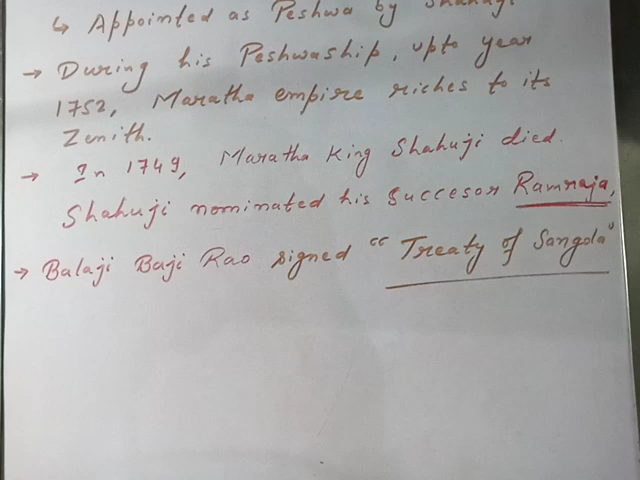 ↳ Appointed as Peshwa by Shahuji
→ During his Peshwaship, upto year
1752, Maratha empire riches to its
Zenith.
→ In 1749, Maratha King Shahuji died.
Shahuji nominated his succesor Ramraja,
→ Balaji Baji Rao signed "Treaty of Sangola"